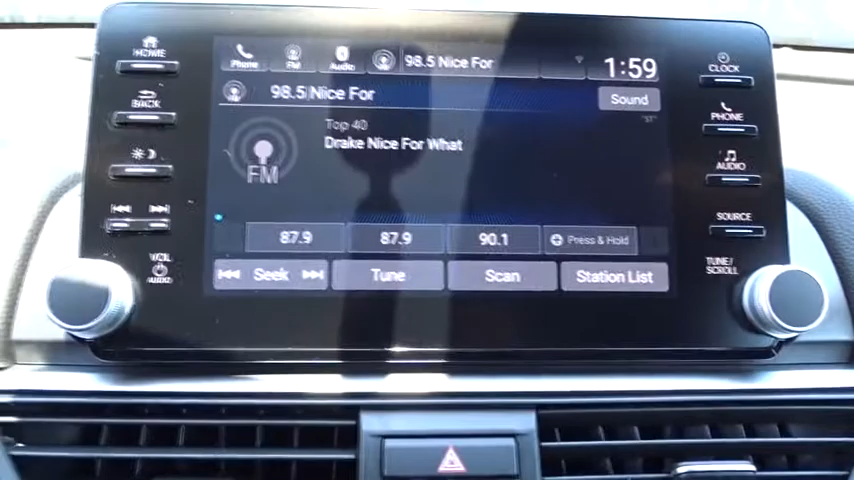 HOME
Phone
FM
Audio
98.5 Nice For
1:59
CLOCK
BACK
98.5 Nice For
Sound
PHONE
Top 40
"ST"
Drake Nice For What
AUDIO
FM
SOURCE
87.9
87.9
90.1
Press & Hold
VOL
AUDIO
Seek
Tune
Scan
Station List
TUNE/
SCROLL